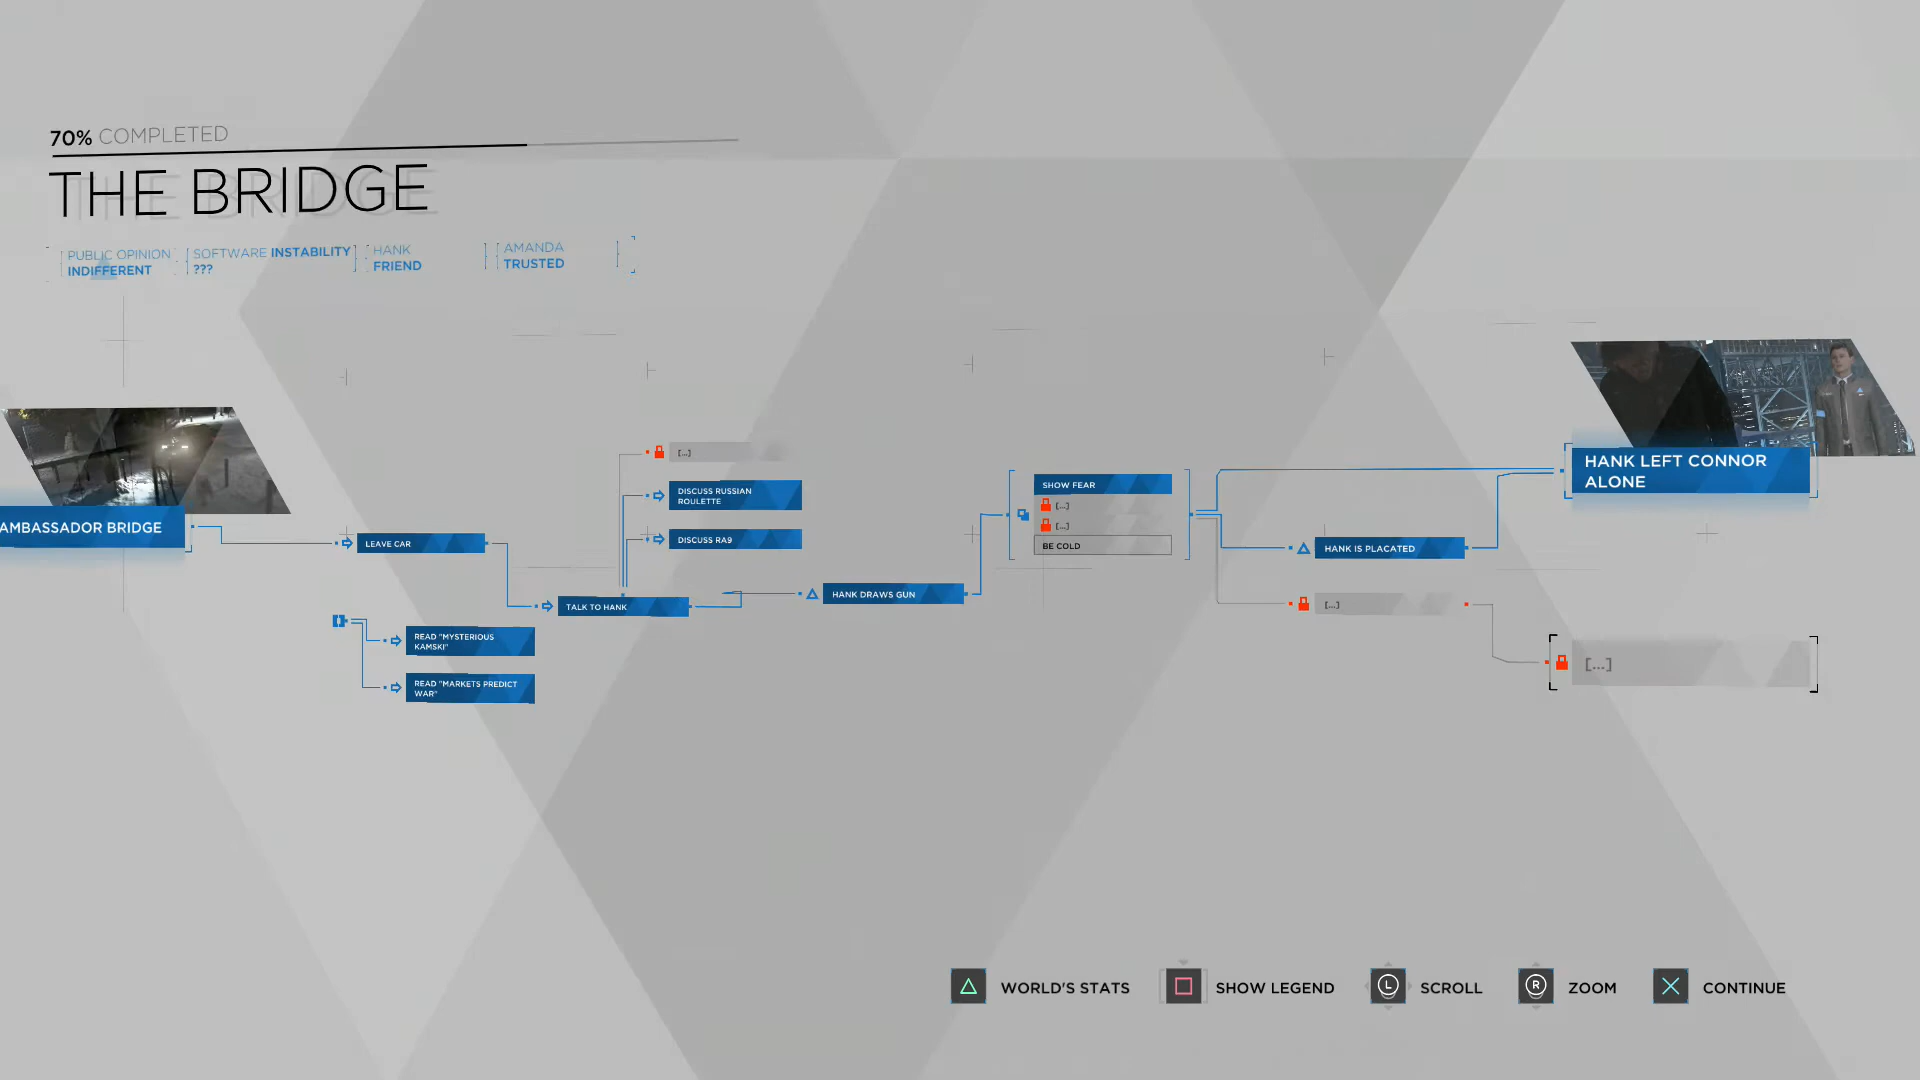 70% COMPLETED
THE BRIDGE
PUBLIC OPINION
INDIFFERENT
SOFTWARE INSTABILITY
???
HANK
FRIEND
AMANDA
TRUSTED
AMBASSADOR BRIDGE
LEAVE CAR
READ "MYSTERIOUS
KAMSKI"
READ "MARKETS PREDICT
WAR"
TALK TO HANK
[...]
DISCUSS RUSSIAN
ROULETTE
DISCUSS RA9
HANK DRAWS GUN
SHOW FEAR
[...]
[...]
BE COLD
HANK IS PLACATED
[...]
HANK LEFT CONNOR
ALONE
[...]
WORLD'S STATS
SHOW LEGEND
L
SCROLL
R
ZOOM
CONTINUE